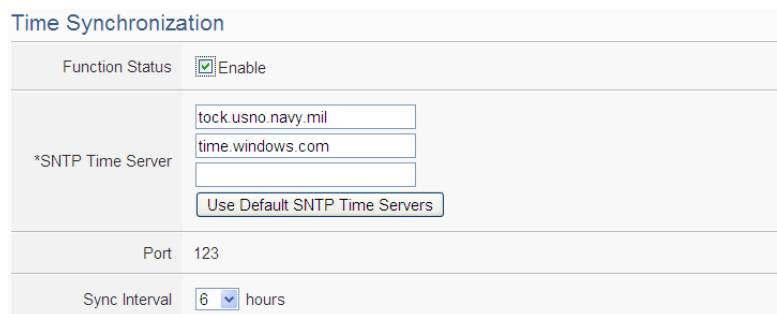 Time Synchronization
Function Status Enable
tock.usno.navy.mil
*SNTP Time Server time.windows.com
Use Default SNTP Time Servers
Port 123
Sync Interval 6 hours